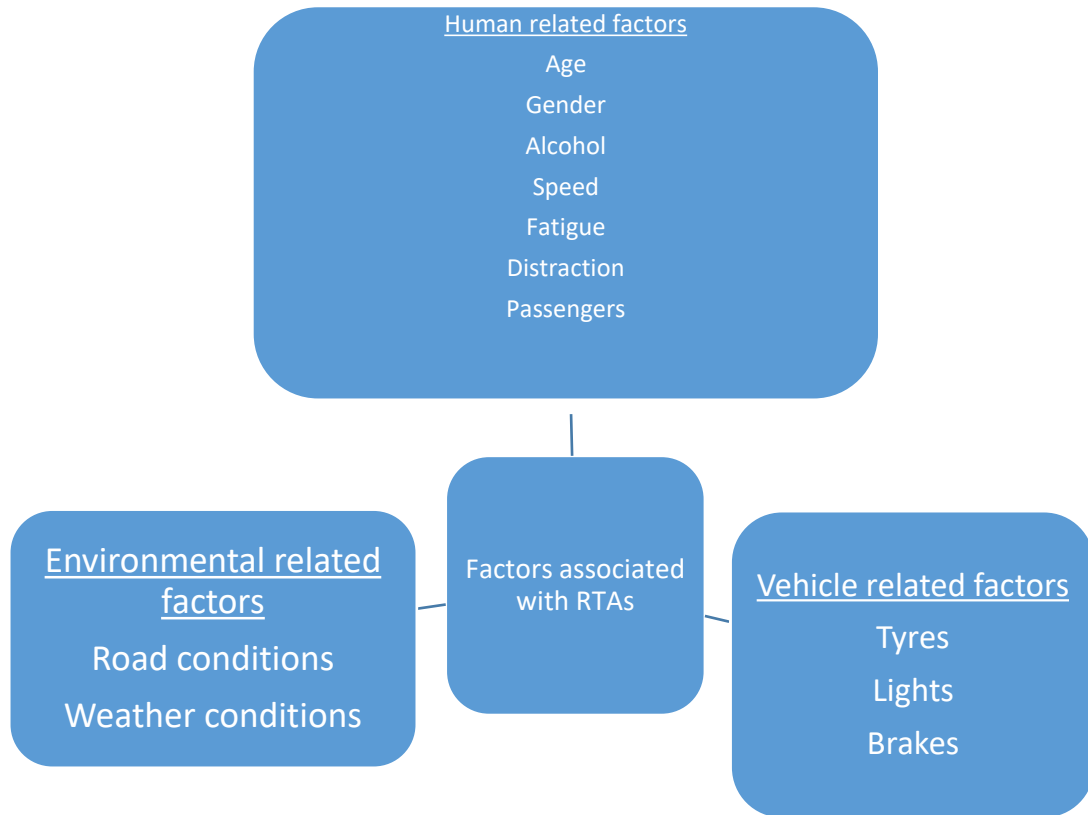 Human related factors
Age
Gender
Alcohol
Speed
Fatigue
Distraction
Passengers
Factors associated
with RTAs
Environmental related
factors
Road conditions
Weather conditions
Vehicle related factors
Tyres
Lights
Brakes